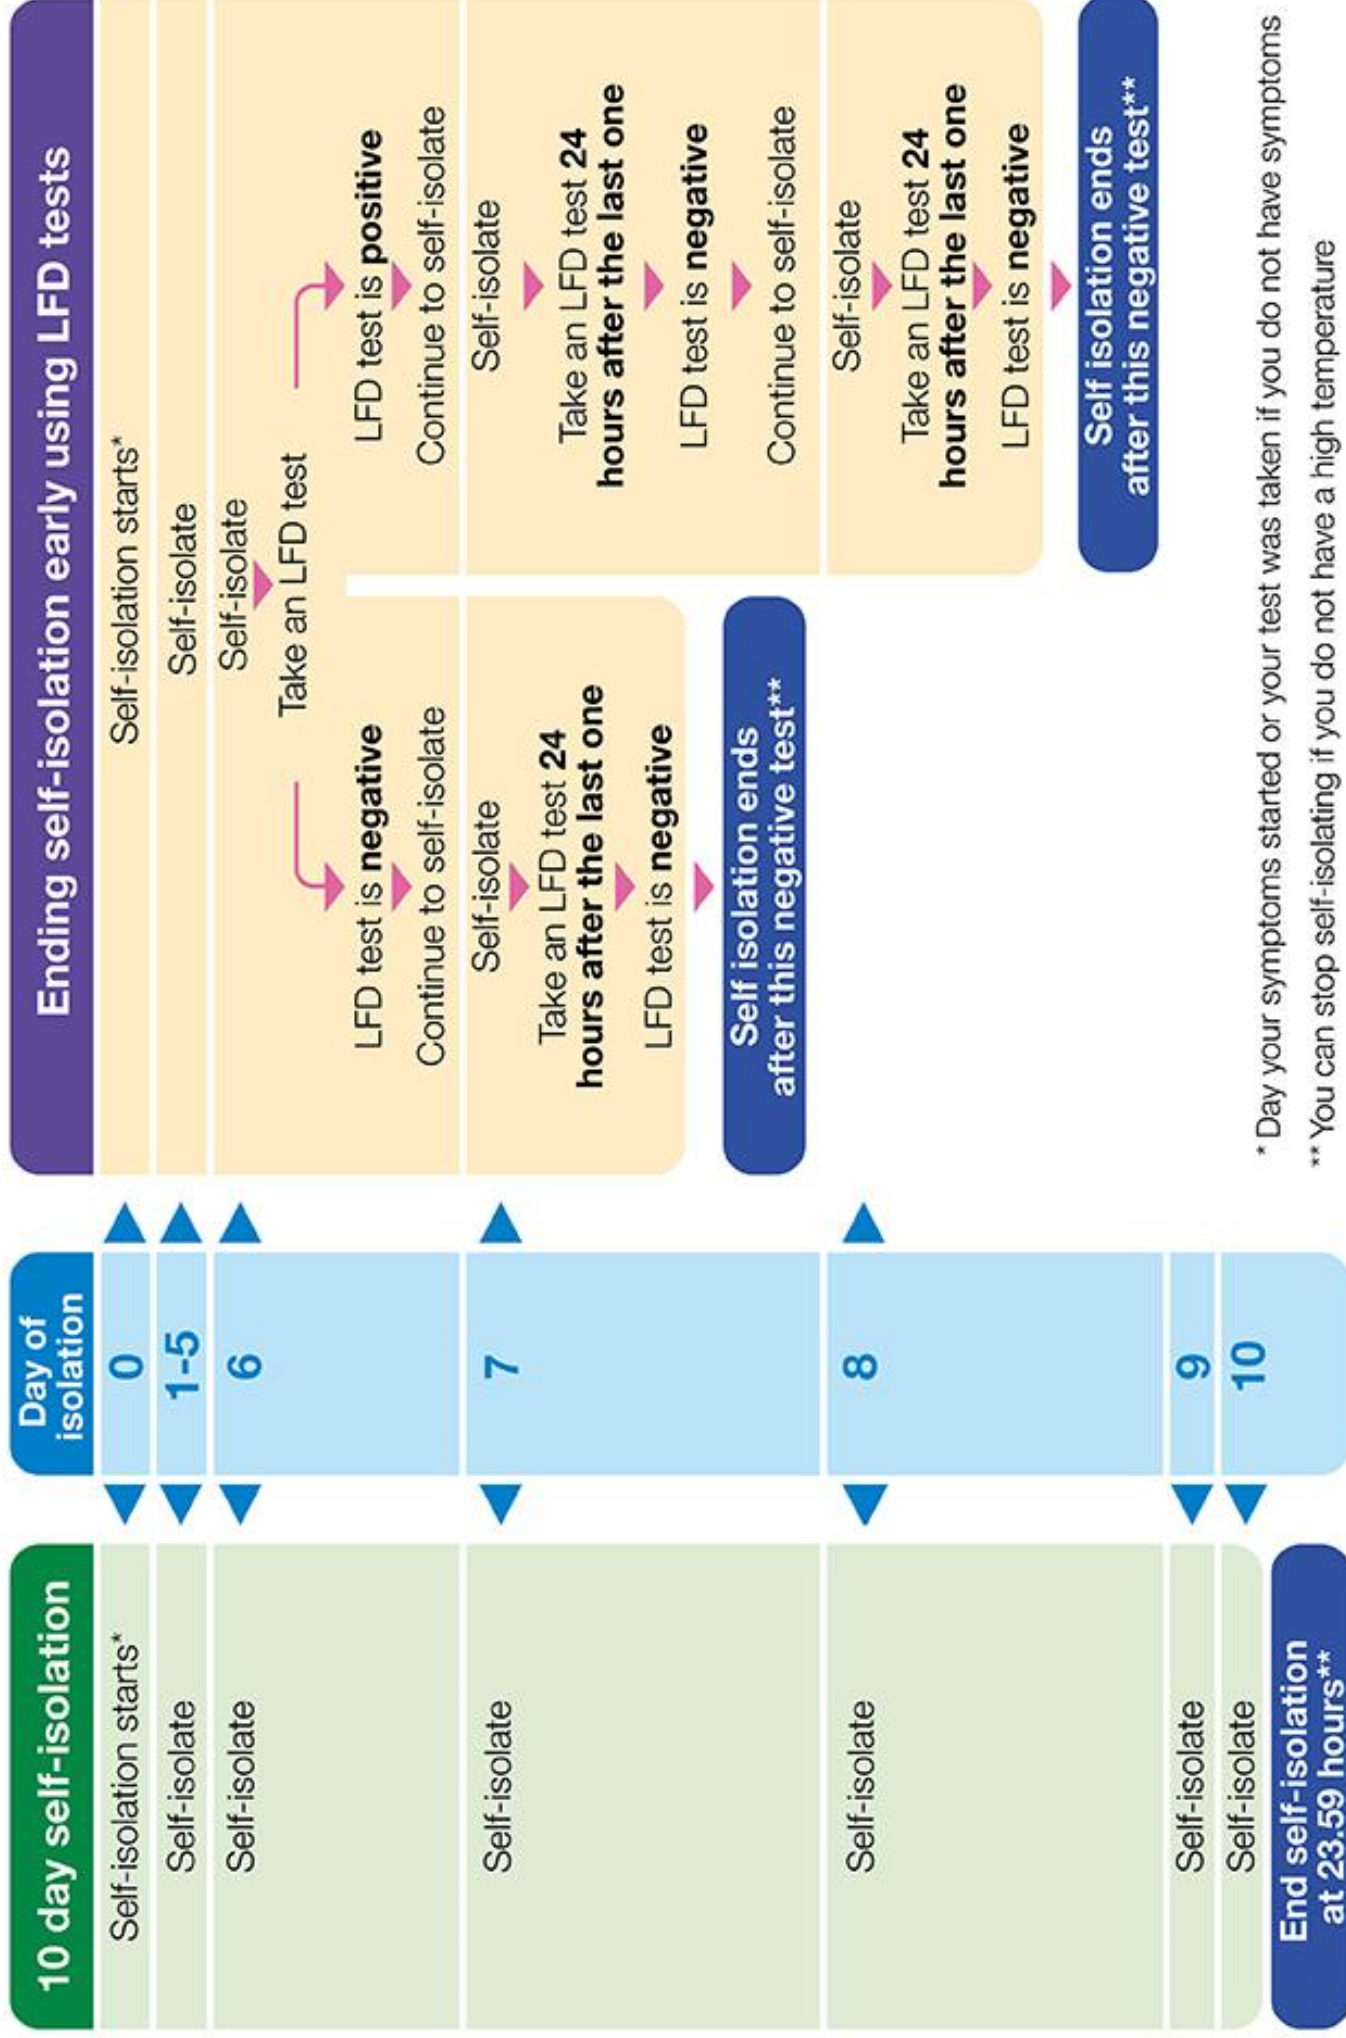 10 day self-isolation
Self-isolation starts*
Self-isolate
Self-isolate
Self-isolate
Self-isolate
Self-isolate
Self-isolate
End self-isolation
at 23.59 hours**
Day of
isolation
0
1-5
6
7
8
9
10
Ending self-isolation early using LFD tests
Self-isolation starts*
Self-isolate
Self-isolate
Take an LFD test
LFD test is negative
Continue to self-isolate
Self-isolate
Take an LFD test 24
hours after the last one
LFD test is negative
Self isolation ends
after this negative test**
LFD test is positive
Continue to self-isolate
Self-isolate
Take an LFD test 24
hours after the last one
LFD test is negative
Continue to self-isolate
Self-isolate
Take an LFD test 24
hours after the last one
LFD test is negative
Self isolation ends
after this negative test**
* Day your symptoms started or your test was taken if you do not have symptoms
** You can stop self-isolating if you do not have a high temperature